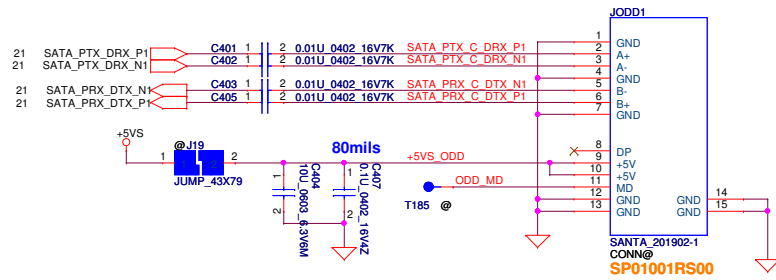 JODD1
21 SATA_PTX_DRX_P1 C401 1 2 0.01U_0402_16V7K SATA_PTX_C_DRX_P1 1 GND
21 SATA_PTX_DRX_N1 C402 1 2 0.01U_0402_16V7K SATA_PTX_C_DRX_N1 2 A+
3 A-
4 GND
21 SATA_PRX_DTX_N1 C403 1 2 0.01U_0402_16V7K SATA_PRX_C_DTX_N1 5 B-
21 SATA_PRX_DTX_P1 C405 1 2 0.01U_0402_16V7K SATA_PRX_C_DTX_P1 6 B+
7 GND
+5VS
@J19
80mils
8 DP
1 2 +5VS_ODD 9 +5V
10 +5V
JUMP_43X79
1 2 C404 10U_0603_6.3V6M
1 2 C407 0.1U_0402_16V4Z
ODD_MD 11 MD
T185 @
12 GND GND 14
13 GND GND 15
SANTA_201902-1
CONN@
SP01001RS00